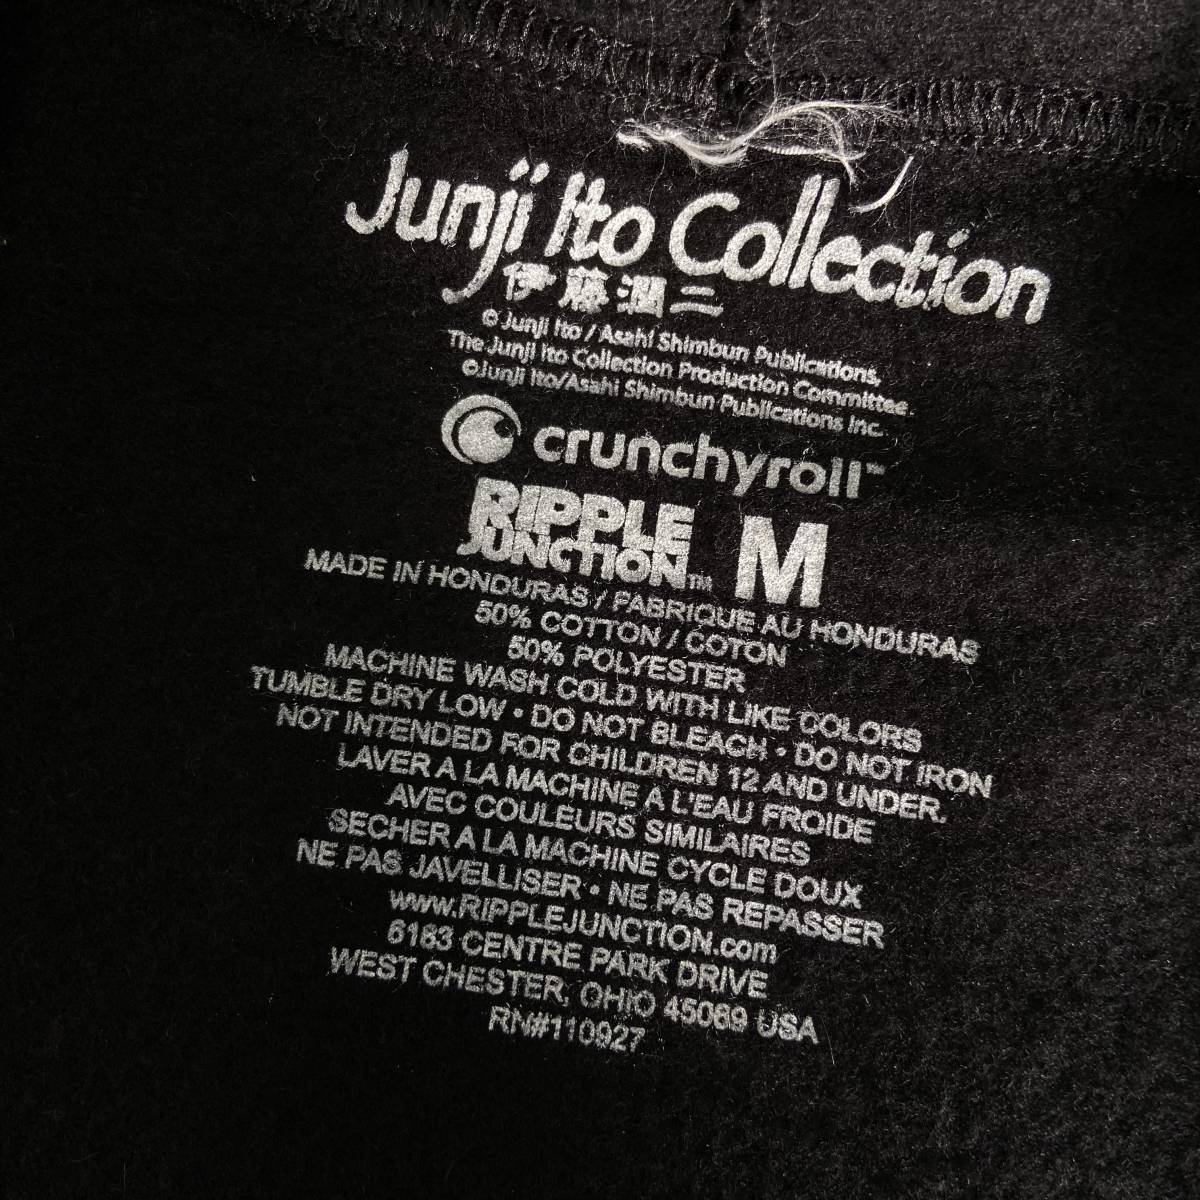 Junji Ito Collection
伊藤潤二
© Junji Ito / Asahi Shimbun Publications,
The Junji Ito Collection Production Committee.
©Junji Ito/Asahi Shimbun Publications Inc.
crunchyroll™
RIPPLE JUNCTION™ M
MADE IN HONDURAS / FABRIQUE AU HONDURAS
50% COTTON / COTON
50% POLYESTER
MACHINE WASH COLD WITH LIKE COLORS
TUMBLE DRY LOW • DO NOT BLEACH • DO NOT IRON
NOT INTENDED FOR CHILDREN 12 AND UNDER.
LAVER A LA MACHINE A L'EAU FROIDE
AVEC COULEURS SIMILAIRES
SECHER A LA MACHINE CYCLE DOUX
NE PAS JAVELLISER • NE PAS REPASSER
www.RIPPLEJUNCTION.com
6183 CENTRE PARK DRIVE
WEST CHESTER, OHIO 45069 USA
RN#110927